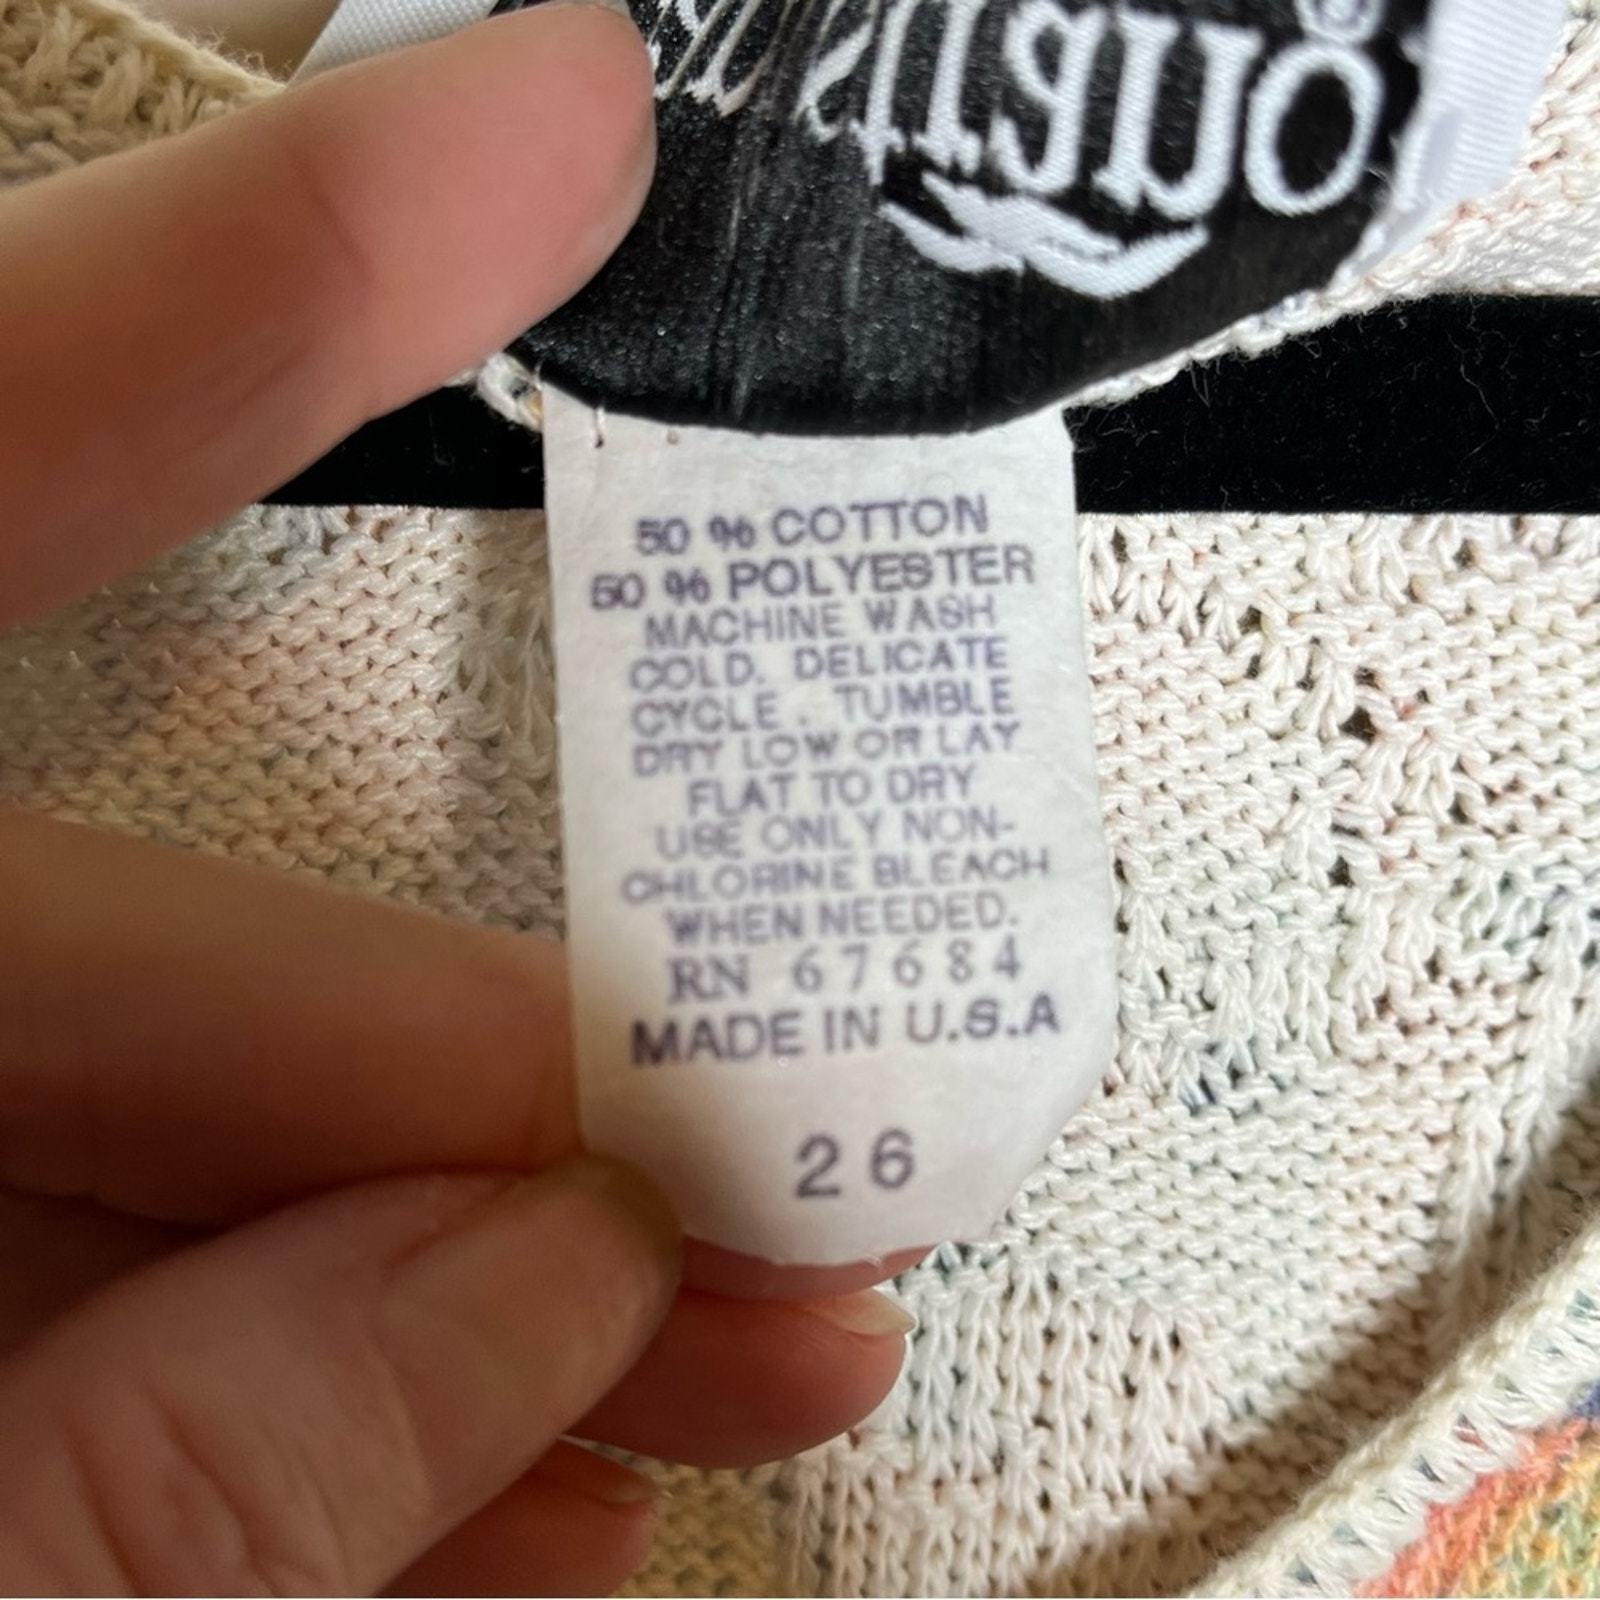 50 % COTTON
50 % POLYESTER
MACHINE WASH
COLD. DELICATE
CYCLE. TUMBLE
DRY LOW OR LAY
FLAT TO DRY
USE ONLY NON-
CHLORINE BLEACH
WHEN NEEDED.
RN 67684
MADE IN U.S.A
26